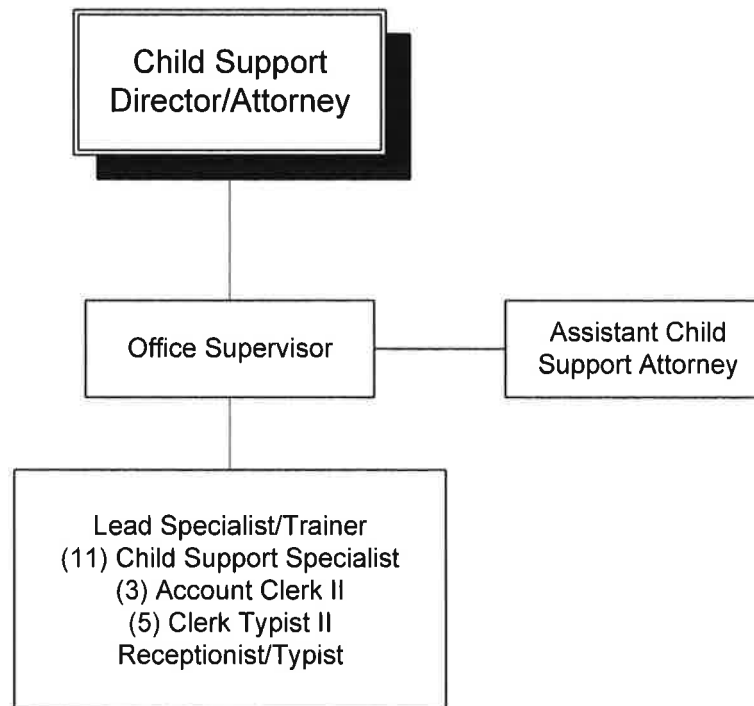 Child Support
Director/Attorney
Office Supervisor
Assistant Child
Support Attorney
Lead Specialist/Trainer
(11) Child Support Specialist
(3) Account Clerk II
(5) Clerk Typist II
Receptionist/Typist